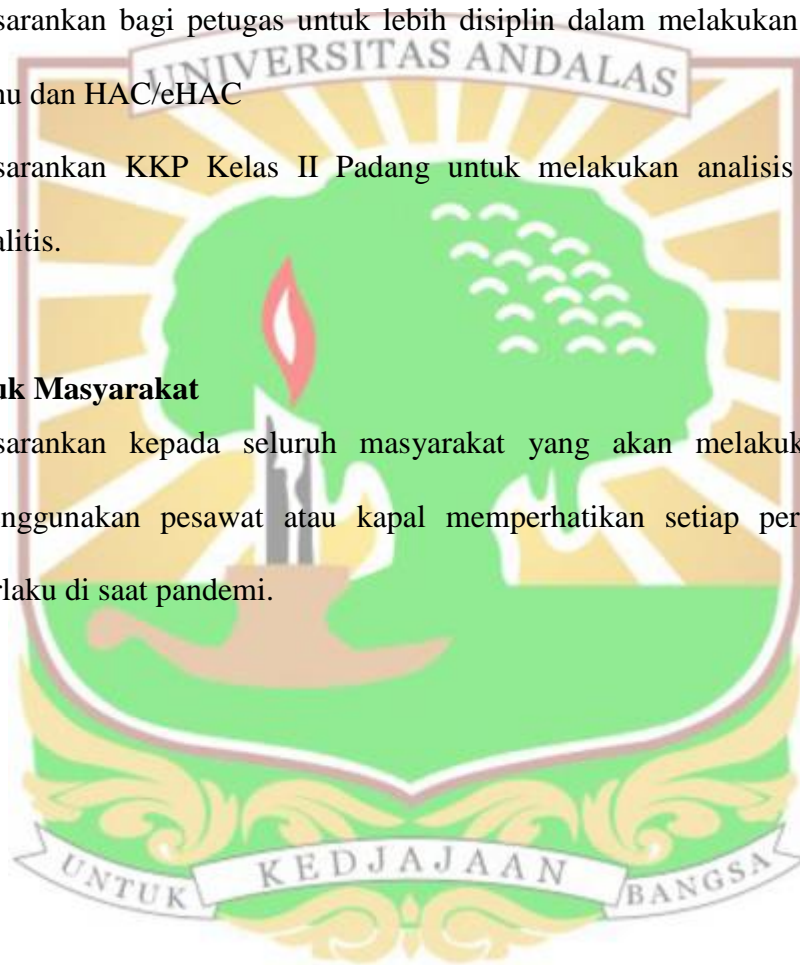 sarankan bagi petugas untuk lebih disiplin dalam melakukan
UNIVERSITAS ANDALAS
nu dan HAC/eHAC
sarankan KKP Kelas II Padang untuk melakukan analisis
alitis.
uk Masyarakat
sarankan kepada seluruh masyarakat yang akan melakuk
enggunakan pesawat atau kapal memperhatikan setiap per
rlaku di saat pandemi.
UNTUK KEDJAJAAN BANGSA